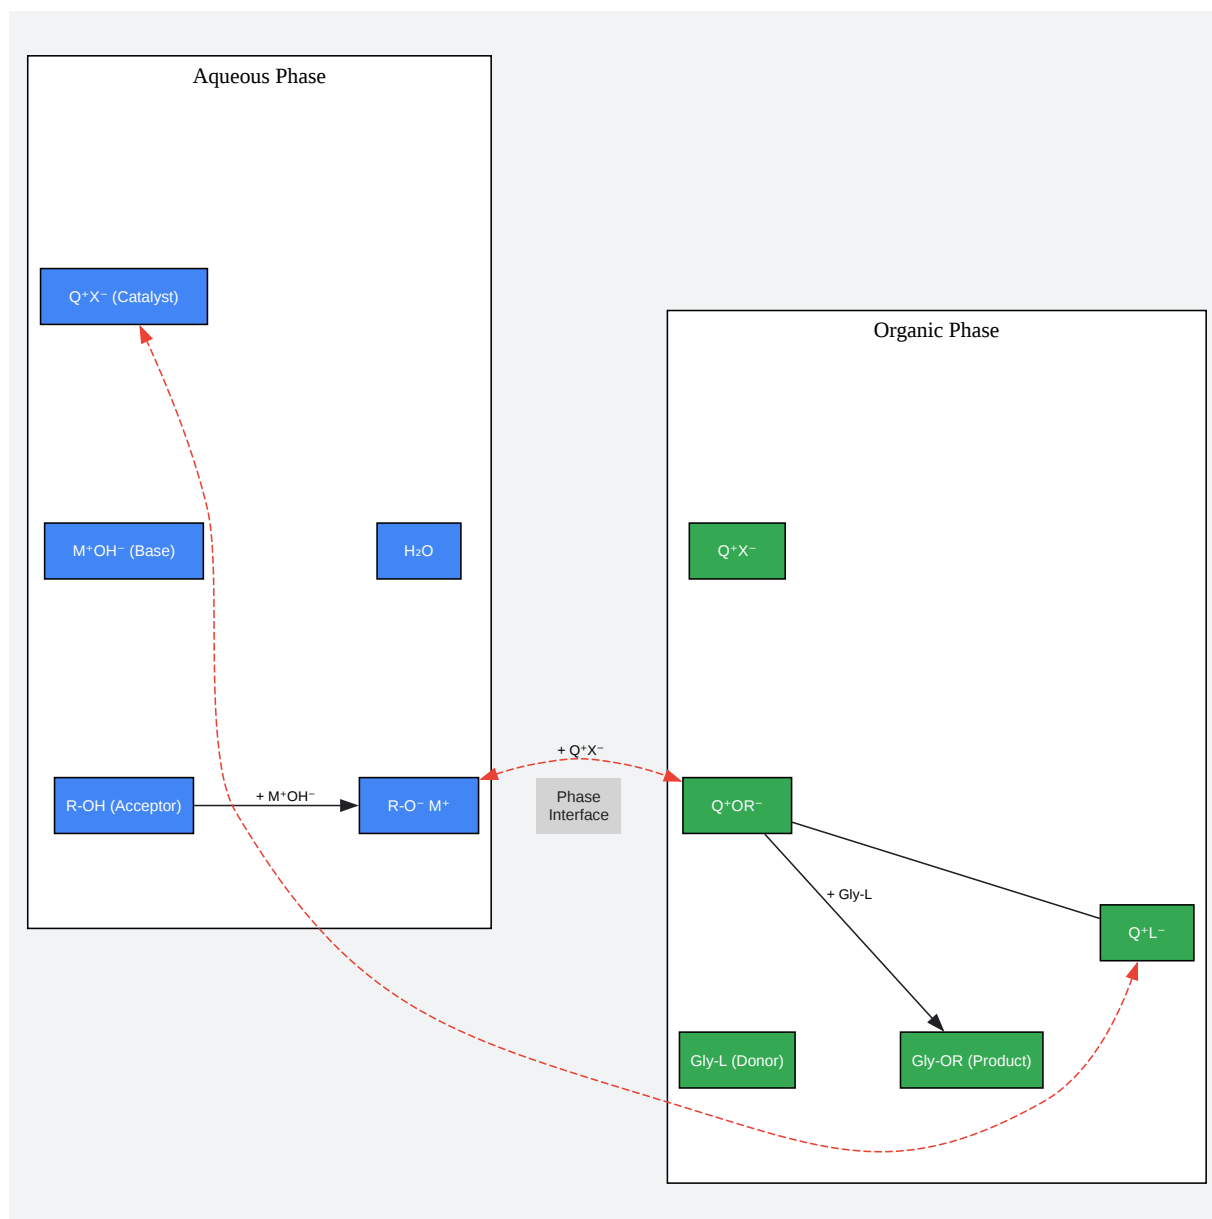 Aqueous Phase
Q⁺X⁻ (Catalyst)
M⁺OH⁻ (Base)
H₂O
R-OH (Acceptor)
+ M⁺OH⁻
R-O⁻ M⁺
+ Q⁺X⁻
Phase
Interface
Organic Phase
Q⁺X⁻
Q⁺OR⁻
+ Gly-L
Q⁺L⁻
Gly-L (Donor)
Gly-OR (Product)